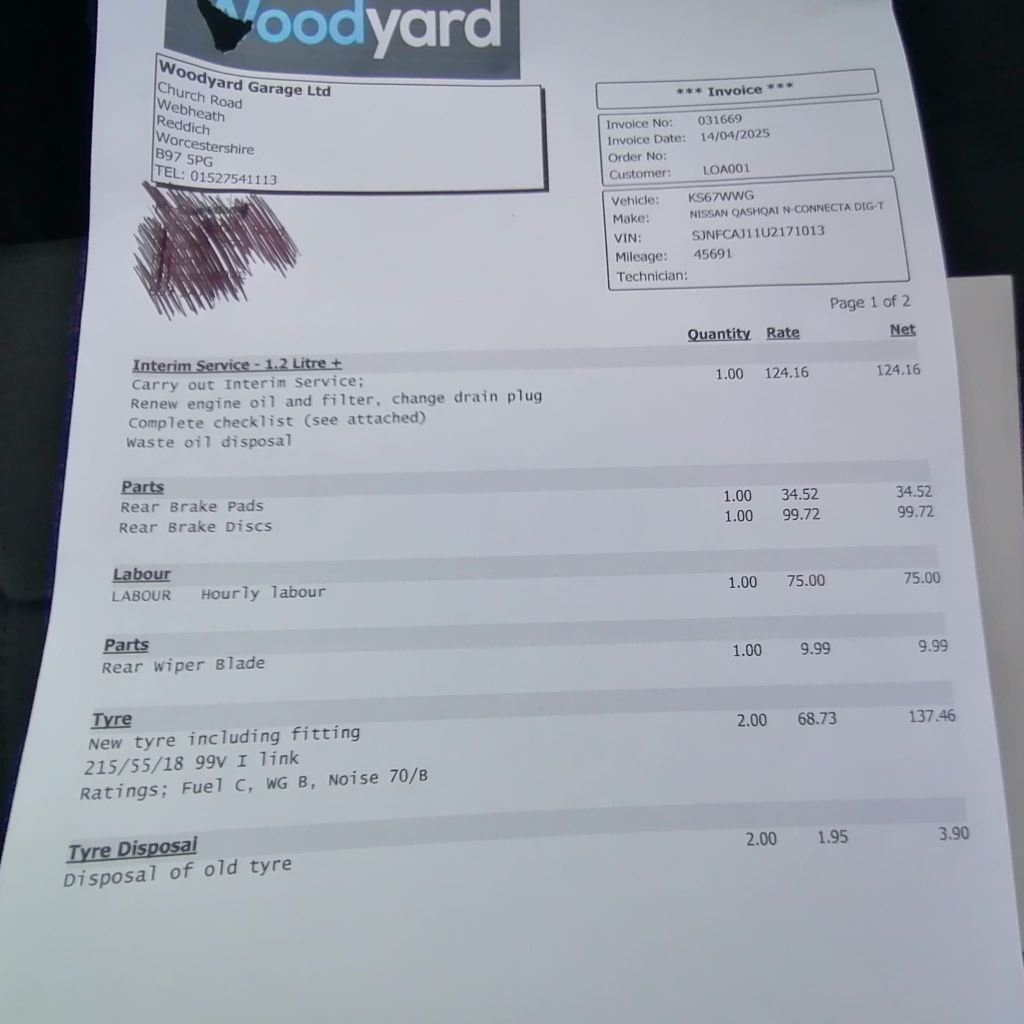 Woodyard
Woodyard Garage Ltd
Church Road
Webheath
Reddich
Worcestershire
B97 5PG
TEL: 01527541113
*** Invoice ***
Invoice No: 031669
Invoice Date: 14/04/2025
Order No:
Customer: LOA001
Vehicle: KS67WWG
Make: NISSAN QASHQAI N-CONNECTA DIG-T
VIN: SJNFCAJ11U2171013
Mileage: 45691
Technician:
Page 1 of 2
Quantity Rate Net
Interim Service - 1.2 Litre +
Carry out Interim Service; 1.00 124.16 124.16
Renew engine oil and filter, change drain plug
Complete checklist (see attached)
Waste oil disposal
Parts
Rear Brake Pads 1.00 34.52 34.52
Rear Brake Discs 1.00 99.72 99.72
Labour
LABOUR Hourly labour 1.00 75.00 75.00
Parts
Rear Wiper Blade 1.00 9.99 9.99
Tyre
New tyre including fitting 2.00 68.73 137.46
215/55/18 99V I link
Ratings; Fuel C, WG B, Noise 70/B
Tyre Disposal
Disposal of old tyre 2.00 1.95 3.90